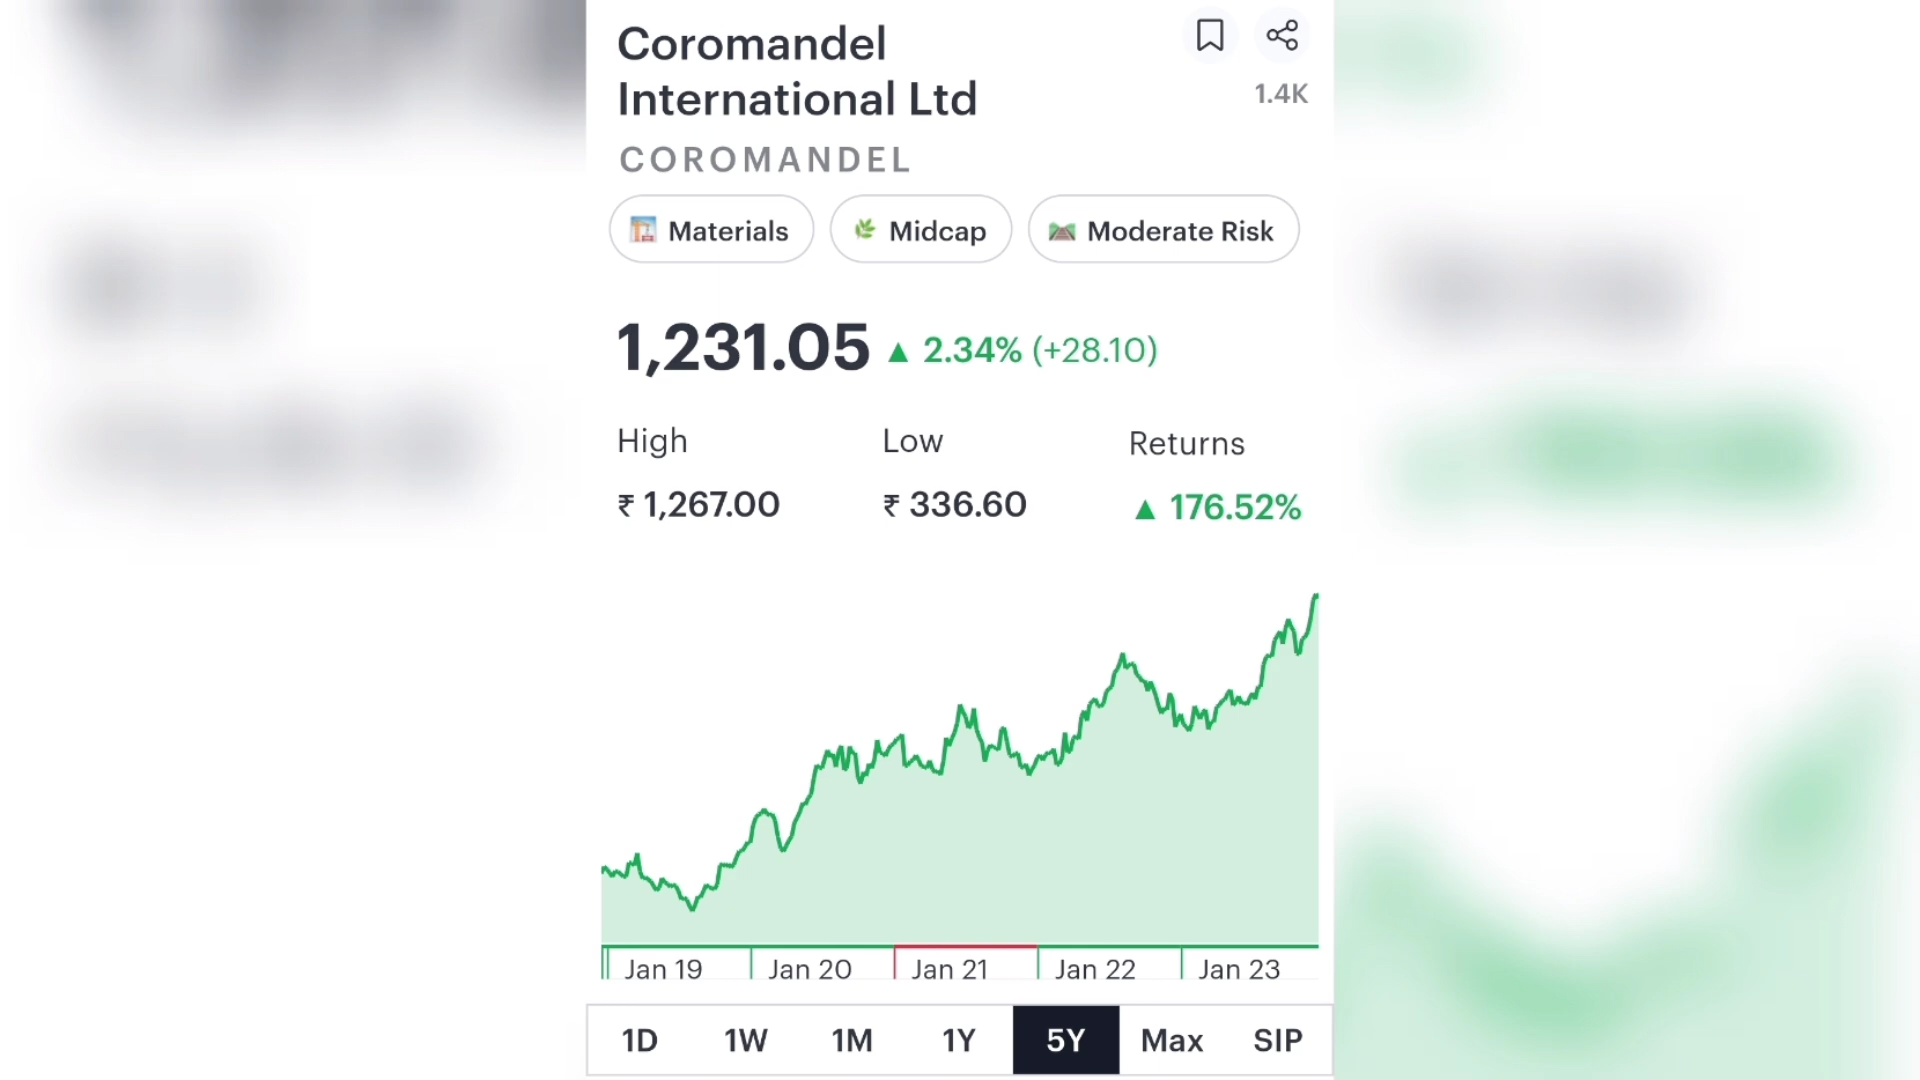 Coromandel
International Ltd
1.4K
COROMANDEL
Materials
Midcap
Moderate Risk
1,231.05 ▲ 2.34% (+28.10)
High
Low
Returns
₹ 1,267.00
₹ 336.60
▲ 176.52%
Jan 19
Jan 20
Jan 21
Jan 22
Jan 23
1D
1W
1M
1Y
5Y
Max
SIP